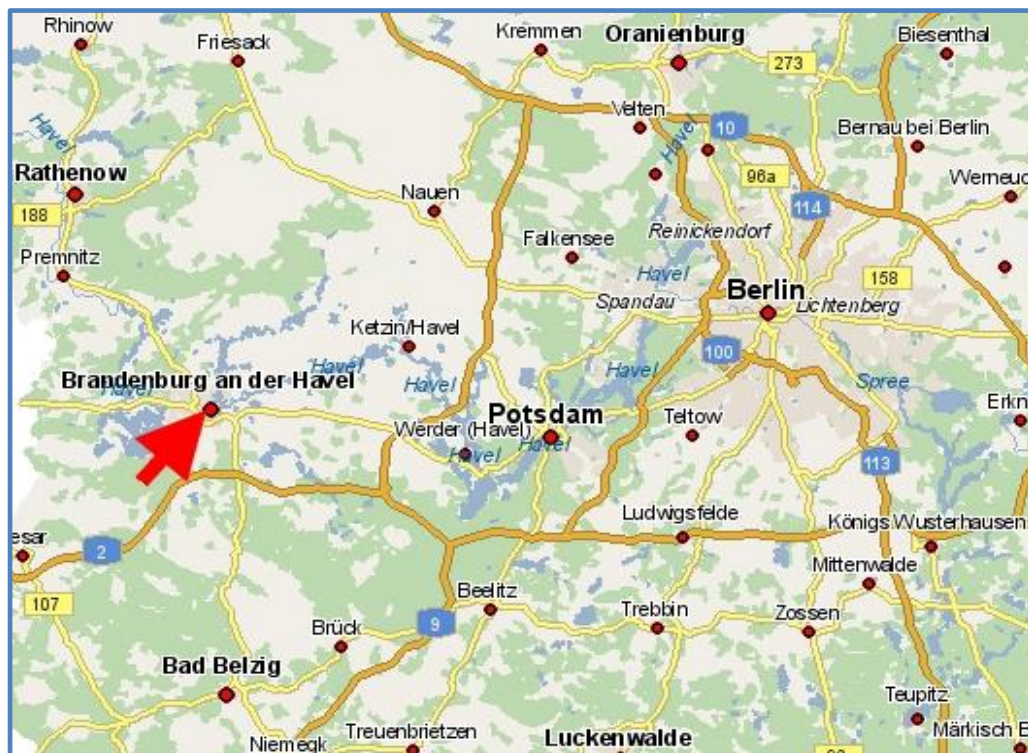 Rhinow
Friesack
Kremmen
Oranienburg
Biesenthal
273
Velten
Havel
10
Bernau bei Berlin
Havel
Rathenow
188
Nauen
96a
114
Werneuc
Reinickendorf
Falkensee
Premnitz
Havel
158
Berlin
Spandau
Lichtenberg
Ketzin/Havel
100
Havel
Havel
Havel
Spree
Brandenburg an der Havel
Havel
Potsdam
Teltow
Erkn
Werder (Havel)
Havel
Havel
113
Ludwigsfelde
Königs Wusterhausen
esar
2
Mittenwalde
107
Beelitz
Trebbin
Zossen
9
Brück
Bad Belzig
Teupitz
Treuenbrietzen
Niemegk
Luckenwalde
Märkisch B